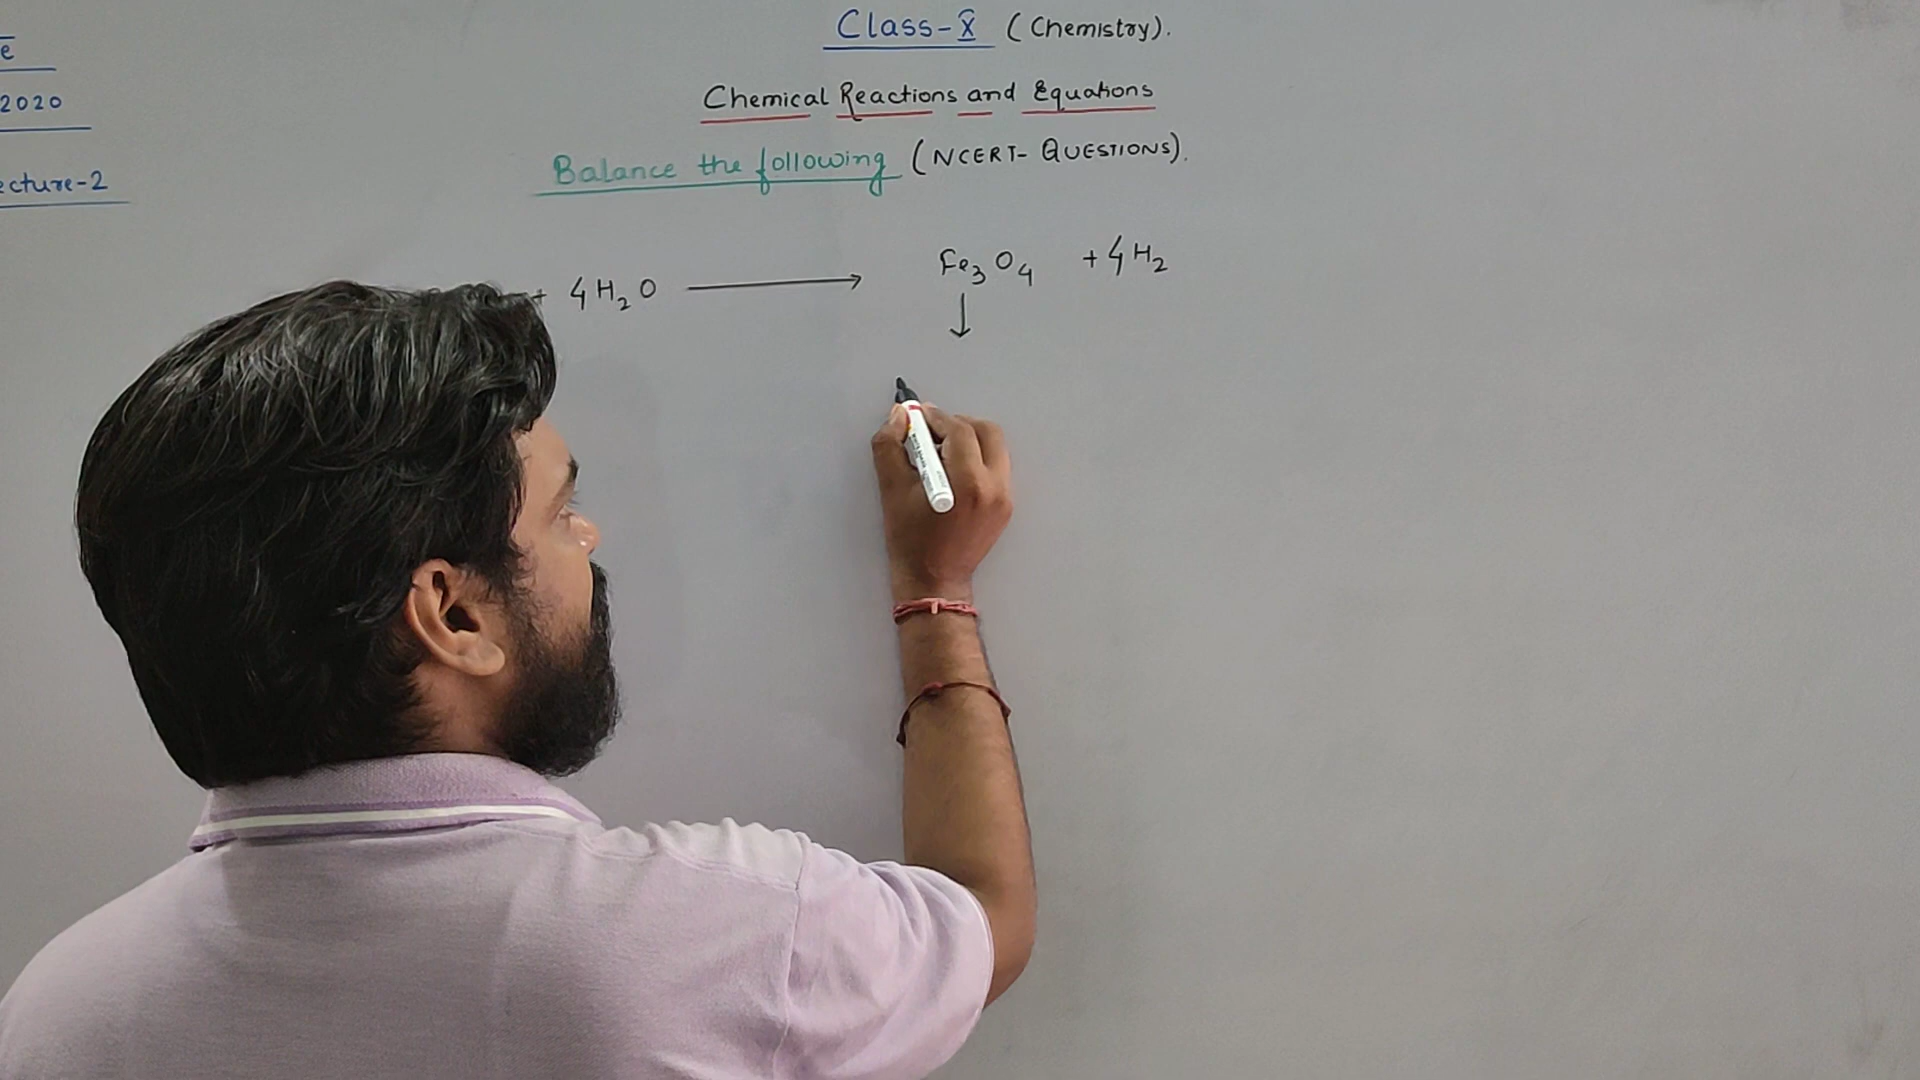 Class-X (Chemistry).
e
2020
ecture-2
Chemical Reactions and Equations
Balance the following (NCERT- QUESTIONS).
+ 4H₂O ⟶ Fe₃O₄ + 4H₂
↓